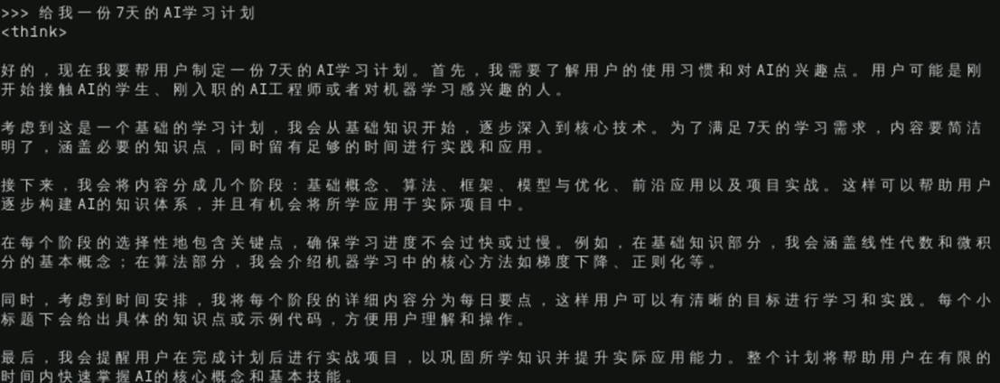 >>> 给我一份7天的AI学习计划
<think>
好的，现在我要帮用户制定一份7天的AI学习计划。首先，我需要了解用户的使用习惯和对AI的兴趣点。用户可能是刚
开始接触AI的学生、刚入职的AI工程师或者对机器学习感兴趣的人。
考虑到这是一个基础的学习计划，我会从基础知识开始，逐步深入到核心技术。为了满足7天的学习需求，内容要简洁
明了，涵盖必要的知识点，同时留有足够的时间进行实践和应用。
接下来，我会将内容分成几个阶段：基础概念、算法、框架、模型与优化、前沿应用以及项目实战。这样可以帮助用户
逐步构建AI的知识体系，并且有机会将所学应用于实际项目中。
在每个阶段的选择性地包含关键点，确保学习进度不会过快或过慢。例如，在基础知识部分，我会涵盖线性代数和微积
分的基本概念；在算法部分，我会介绍机器学习中的核心方法如梯度下降、正则化等。
同时，考虑到时间安排，我将每个阶段的详细内容分为每日要点，这样用户可以有清晰的目标进行学习和实践。每个小
标题下会给出具体的知识点或示例代码，方便用户理解和操作。
最后，我会提醒用户在完成计划后进行实战项目，以巩固所学知识并提升实际应用能力。整个计划将帮助用户在有限的
时间内快速掌握AI的核心概念和基本技能。